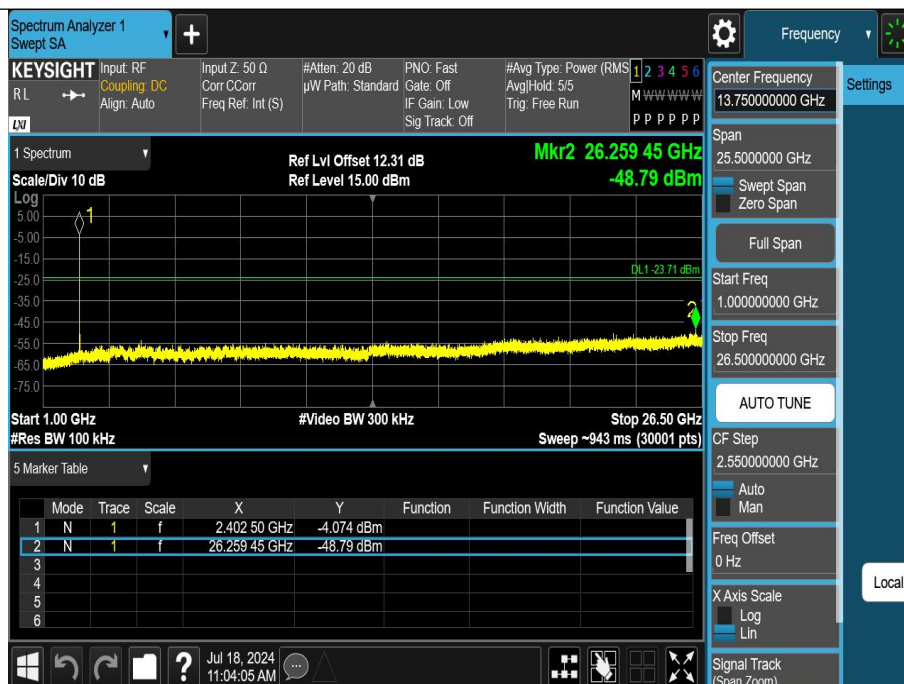 Spectrum Analyzer 1
Swept SA
+
Frequency
KEYSIGHT
RL
LXI
Input: RF
Coupling: DC
Align: Auto
Input Z: 50 Ω
Corr CCorr
Freq Ref: Int (S)
#Atten: 20 dB
µW Path: Standard
PNO: Fast
Gate: Off
IF Gain: Low
Sig Track: Off
#Avg Type: Power (RMS
Avg|Hold: 5/5
Trig: Free Run
1 2 3 4 5 6
M W W W W W
P P P P P P
1 Spectrum
Scale/Div 10 dB
Ref Lvl Offset 12.31 dB
Ref Level 15.00 dBm
Mkr2 26.259 45 GHz
-48.79 dBm
Log
5.00
-5.00
-15.0
-25.0
-35.0
-45.0
-55.0
-65.0
-75.0
1
DL1 -23.71 dBm
2
Start 1.00 GHz
#Res BW 100 kHz
#Video BW 300 kHz
Stop 26.50 GHz
Sweep ~943 ms (30001 pts)
5 Marker Table
Mode Trace Scale X Y Function Function Width Function Value
1 N 1 f 2.402 50 GHz -4.074 dBm
2 N 1 f 26.259 45 GHz -48.79 dBm
3
4
5
6
?
Jul 18, 2024
11:04:05 AM
Center Frequency
13.750000000 GHz
Settings
Span
25.5000000 GHz
Swept Span
Zero Span
Full Span
Start Freq
1.000000000 GHz
Stop Freq
26.500000000 GHz
AUTO TUNE
CF Step
2.550000000 GHz
Auto
Man
Freq Offset
0 Hz
Local
X Axis Scale
Log
Lin
Signal Track
(Span Zoom)